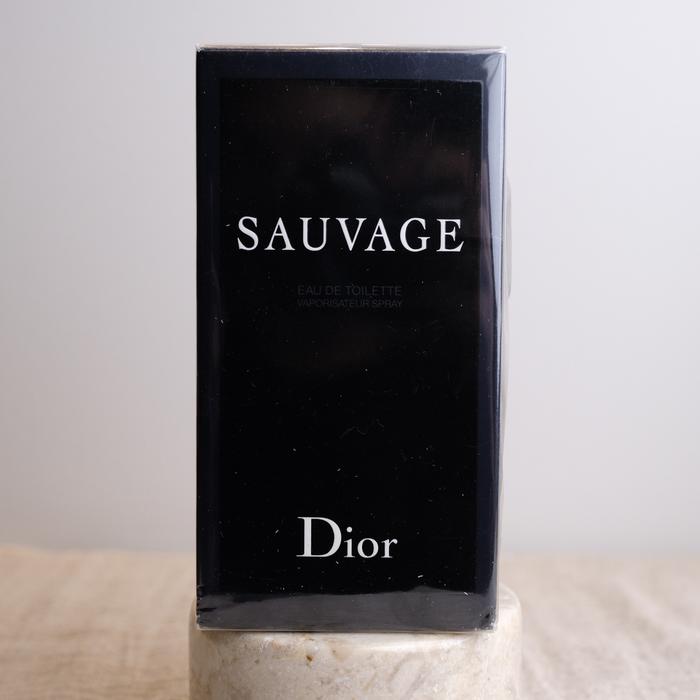 SAUVAGE
EAU DE TOILETTE
VAPORISATEUR SPRAY
Dior